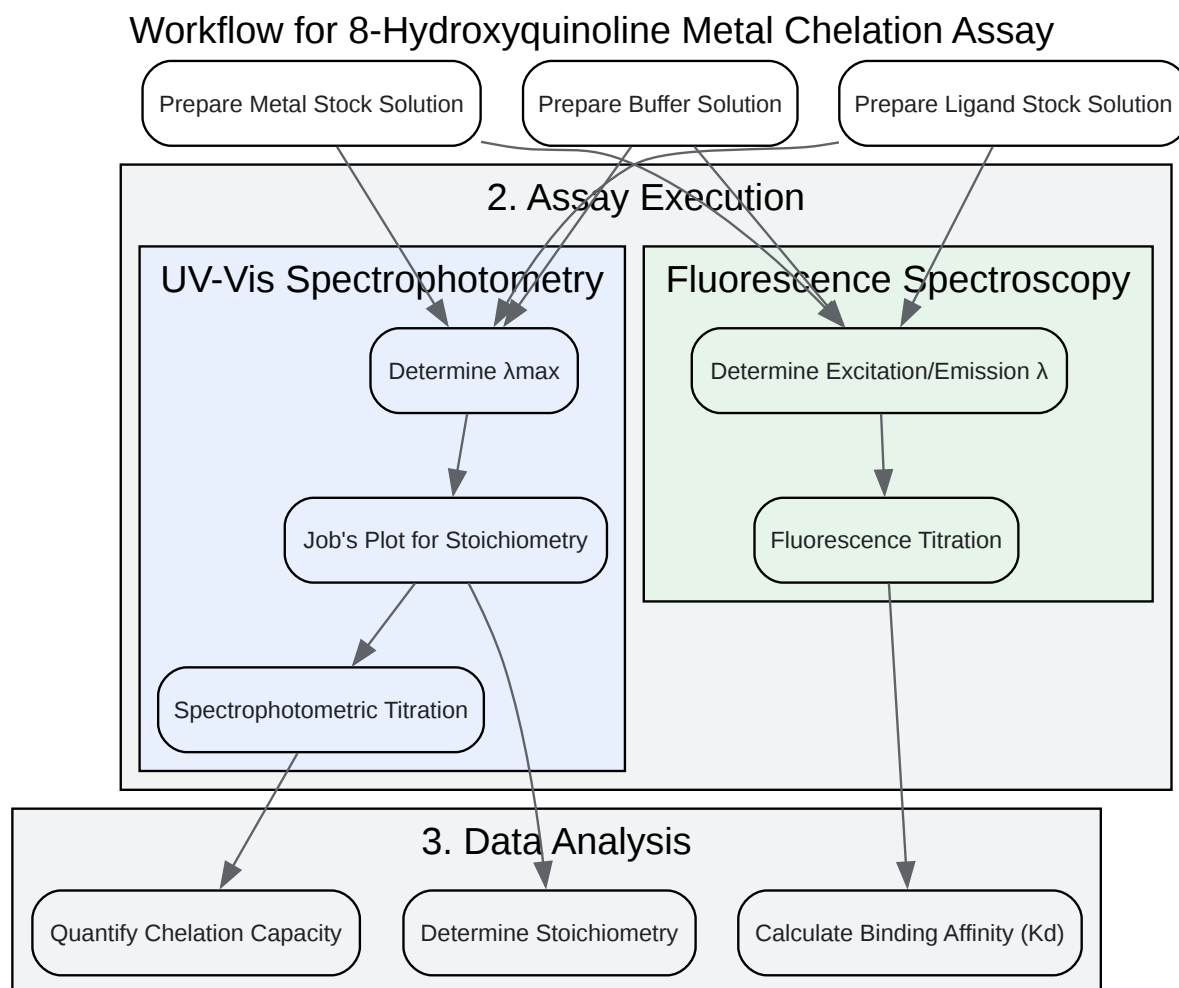 Workflow for 8-Hydroxyquinoline Metal Chelation Assay
Prepare Metal Stock Solution
Prepare Buffer Solution
Prepare Ligand Stock Solution
2. Assay Execution
UV-Vis Spectrophotometry
Fluorescence Spectroscopy
Determine λmax
Determine Excitation/Emission λ
Job's Plot for Stoichiometry
Fluorescence Titration
Spectrophotometric Titration
3. Data Analysis
Quantify Chelation Capacity
Determine Stoichiometry
Calculate Binding Affinity (Kd)